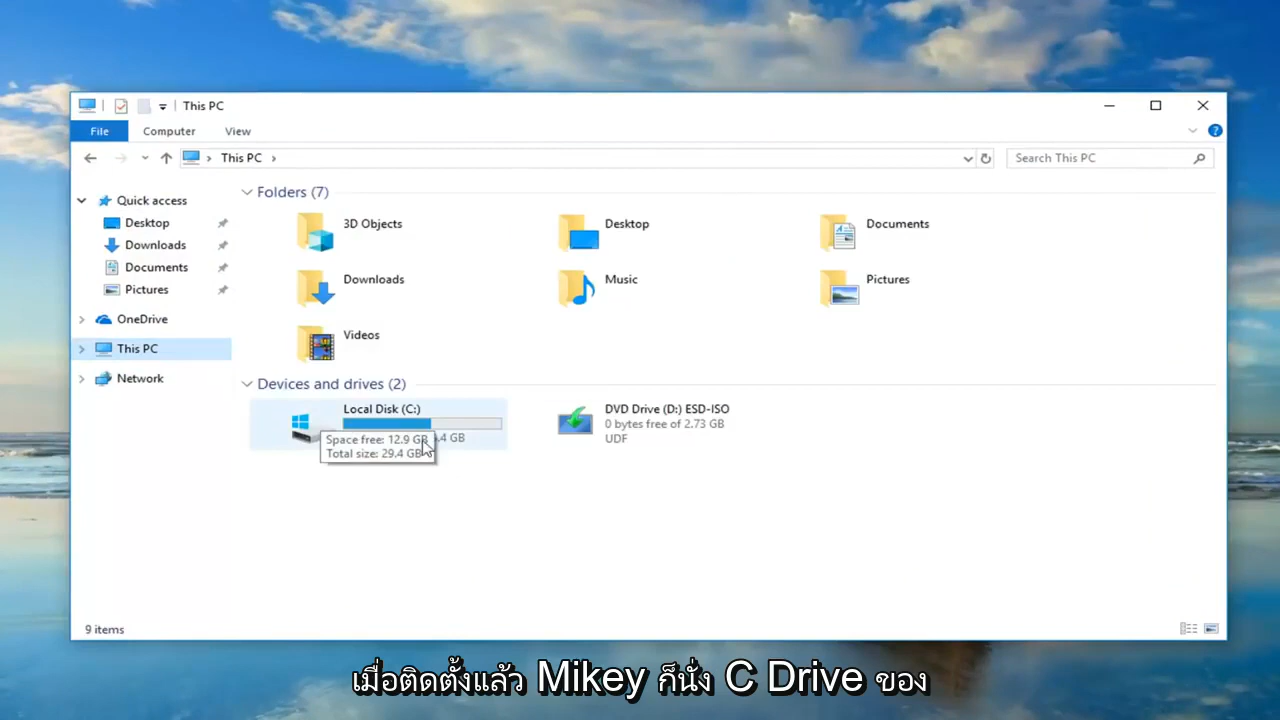 This PC
File
Computer
View
This PC
Search This PC
Quick access
Desktop
Downloads
Documents
Pictures
OneDrive
This PC
Network
Folders (7)
3D Objects
Desktop
Documents
Downloads
Music
Pictures
Videos
Devices and drives (2)
Local Disk (C:)
.4 GB
Space free: 12.9 GB
Total size: 29.4 GB
DVD Drive (D:) ESD-ISO
0 bytes free of 2.73 GB
UDF
9 items
เมื่อติดตั้งแล้ว Mikey ก็นั่ง C Drive ของ